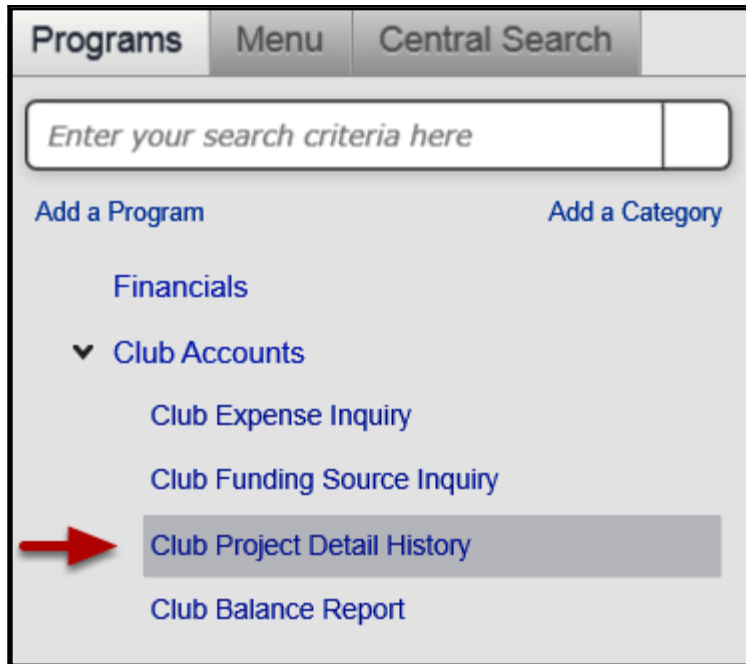 Programs Menu Central Search
Enter your search criteria here
Add a Program Add a Category
Financials
Club Accounts
Club Expense Inquiry
Club Funding Source Inquiry
Club Project Detail History
Club Balance Report